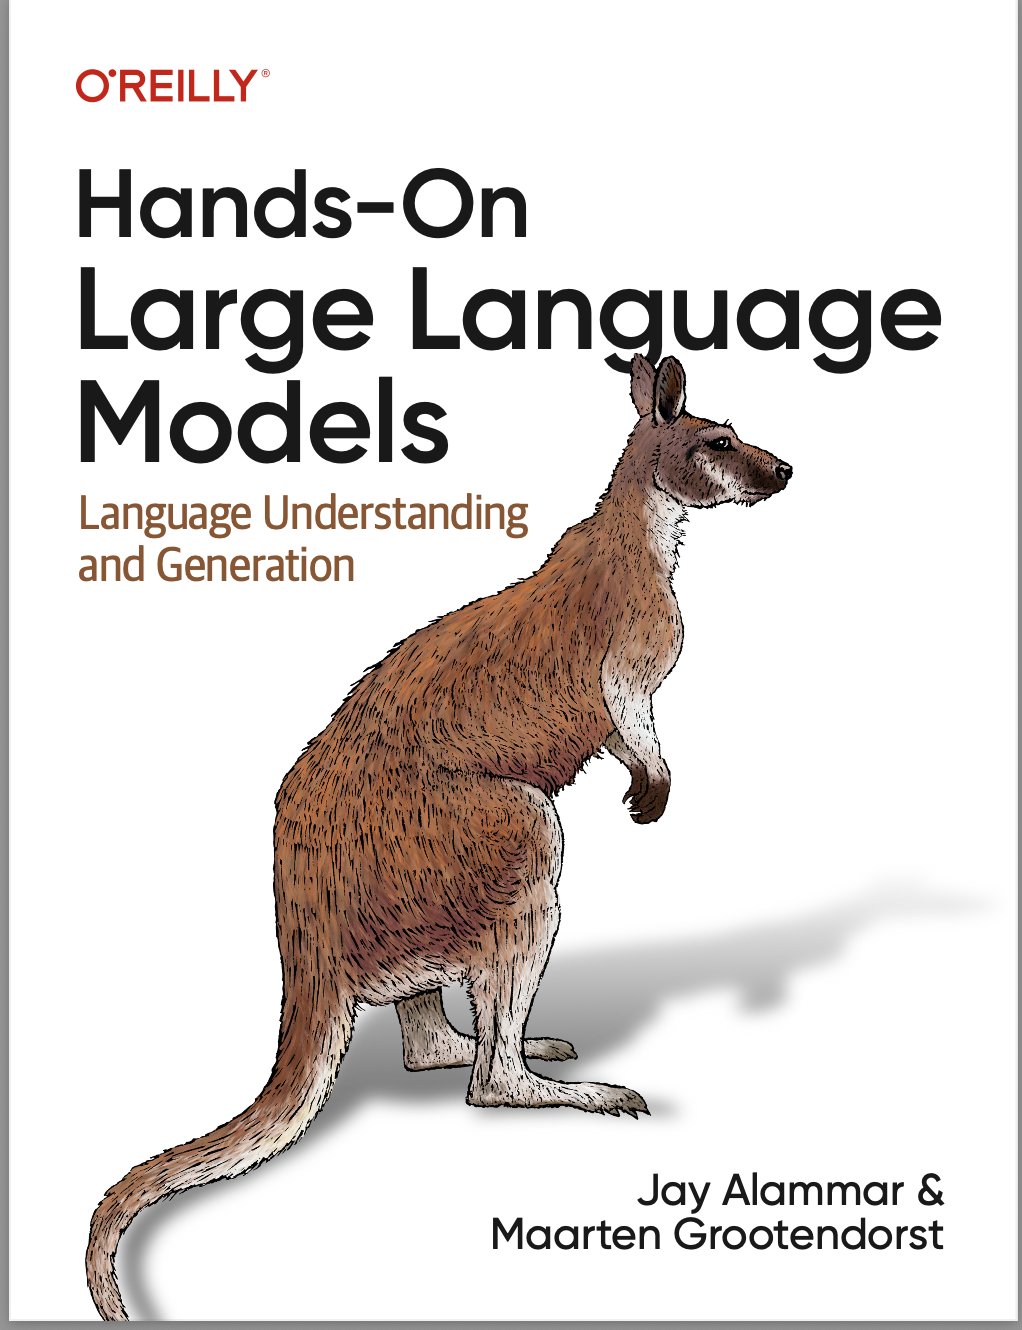 O'REILLY®
Hands-On
Large Language
Models
Language Understanding
and Generation
Jay Alammar &
Maarten Grootendorst